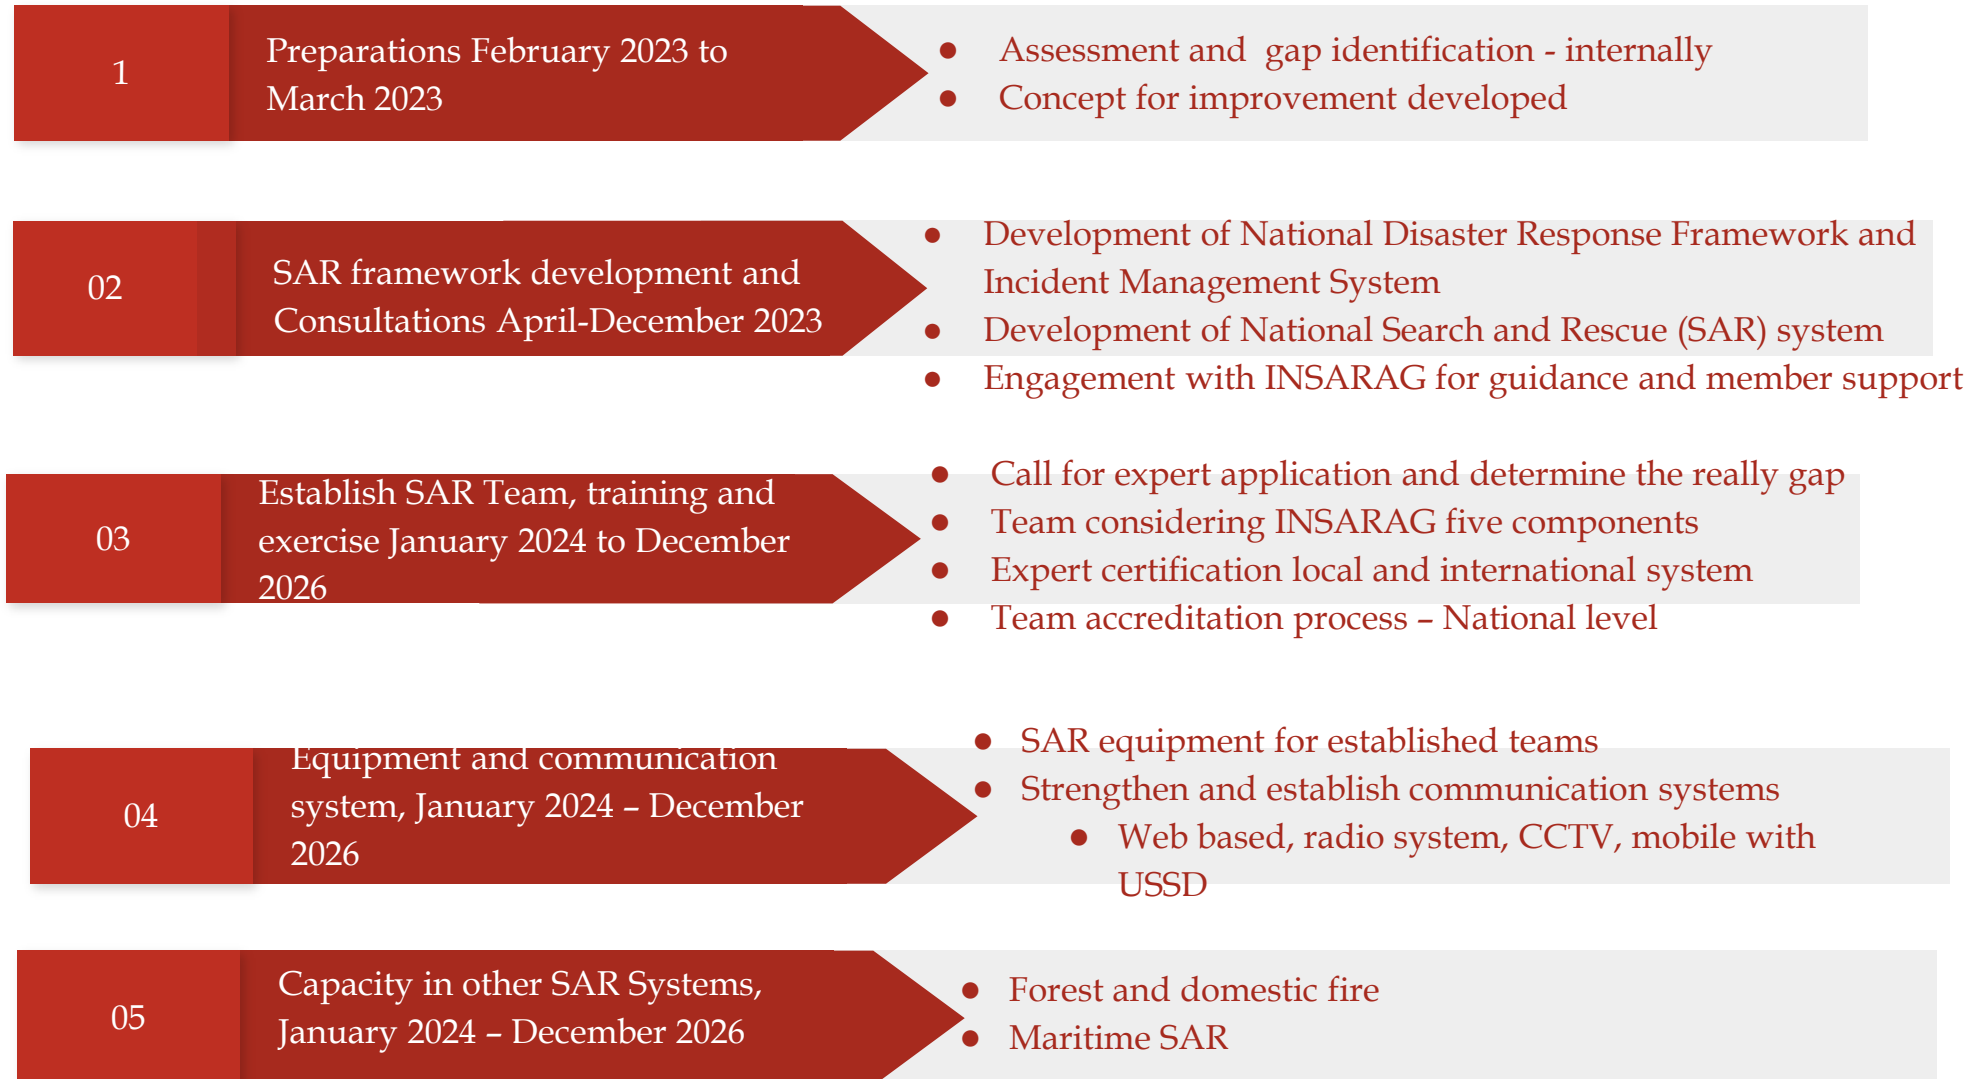 1
Preparations February 2023 to
March 2023
● Assessment and  gap identification - internally
● Concept for improvement developed
02
SAR framework development and
Consultations April-December 2023
● Development of National Disaster Response Framework and
Incident Management System
● Development of National Search and Rescue (SAR) system
● Engagement with INSARAG for guidance and member support
03
Establish SAR Team, training and
exercise January 2024 to December
2026
● Call for expert application and determine the really gap
● Team considering INSARAG five components
● Expert certification local and international system
● Team accreditation process – National level
04
Equipment and communication
system, January 2024 – December
2026
● SAR equipment for established teams
● Strengthen and establish communication systems
● Web based, radio system, CCTV, mobile with
USSD
05
Capacity in other SAR Systems,
January 2024 – December 2026
● Forest and domestic fire
● Maritime SAR